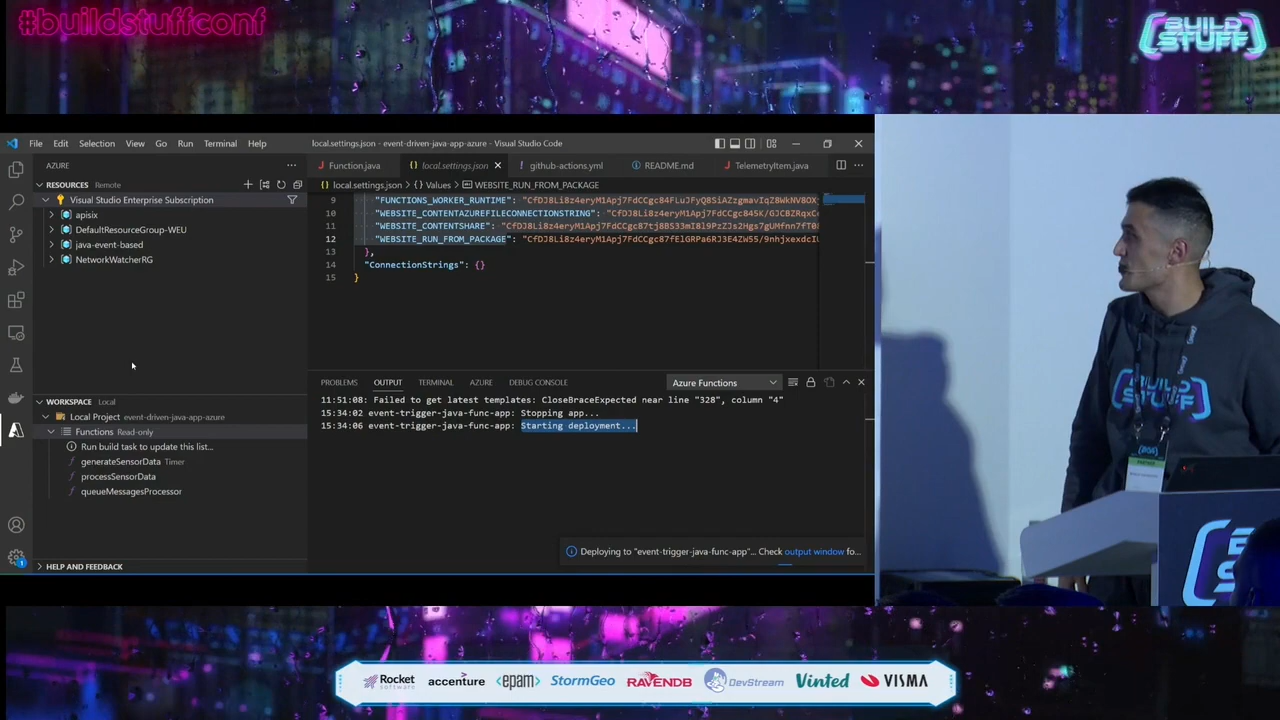 #buildstuffconf
BUILD
STUFF
File Edit Selection View Go Run Terminal Help
local.settings.json - event-driven-java-app-azure - Visual Studio Code
AZURE
RESOURCES Remote
Visual Studio Enterprise Subscription
apisix
DefaultResourceGroup-WEU
java-event-based
NetworkWatcherRG
WORKSPACE Local
Local Project event-driven-java-app-azure
Functions Read-only
Run build task to update this list...
generateSensorData Timer
processSensorData
queueMessagesProcessor
HELP AND FEEDBACK
Function.java local.settings.json github-actions.yml README.md TelemetryItem.java
local.settings.json > Values > WEBSITE_RUN_FROM_PACKAGE
9 "FUNCTIONS_WORKER_RUNTIME":
10 "WEBSITE_CONTENTAZUREFILECONNECTIONSTRING":
11 "WEBSITE_CONTENTSHARE":
12 "WEBSITE_RUN_FROM_PACKAGE":
13 },
14 "ConnectionStrings": {}
15 }
PROBLEMS OUTPUT TERMINAL AZURE DEBUG CONSOLE
Azure Functions
11:51:08: Failed to get latest templates: CloseBraceExpected near line "328", column "4"
15:34:02 event-trigger-java-func-app: Stopping app...
15:34:06 event-trigger-java-func-app: Starting deployment...
Deploying to "event-trigger-java-func-app"... Check output window fo...
BUILD
STUFF
Rocket
software
accenture
<epam>
StormGeo
RAVENDB
DevStream
Vinted
VISMA